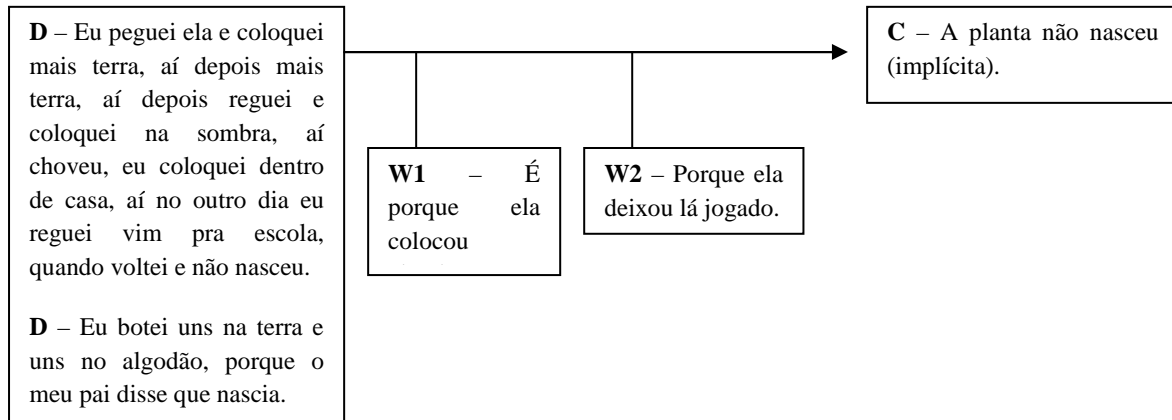 D – Eu peguei ela e coloquei
mais terra, aí depois mais
terra, aí depois reguei e
coloquei na sombra, aí
choveu, eu coloquei dentro
de casa, aí no outro dia eu
reguei vim pra escola,
quando voltei e não nasceu.
D – Eu botei uns na terra e
uns no algodão, porque o
meu pai disse que nascia.
W1 – É
porque ela
colocou
W2 – Porque ela
deixou lá jogado.
C – A planta não nasceu
(implícita).